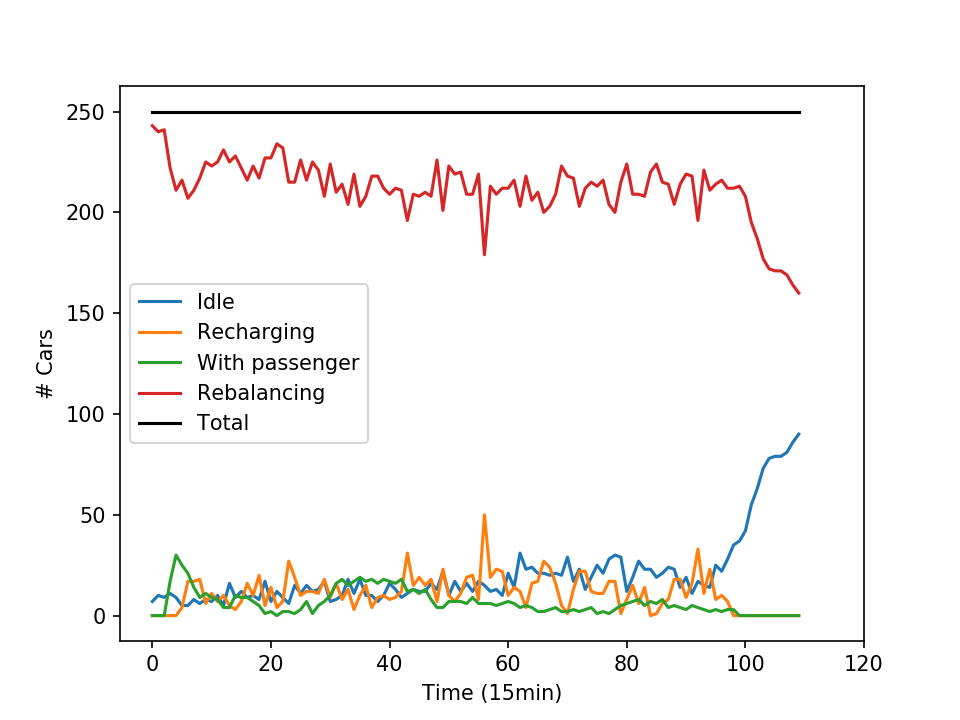 250
200
150
100
50
0
# Cars
Idle
Recharging
With passenger
Rebalancing
Total
0 20 40 60 80 100 120
Time (15min)